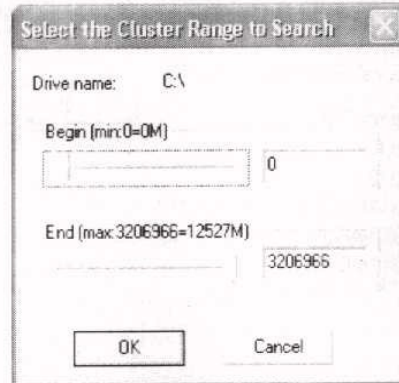 Select the Cluster Range to Search
Drive name: C:\
Begin (min:0=0M)
0
End (max:3206966=12527M)
3206966
OK
Cancel